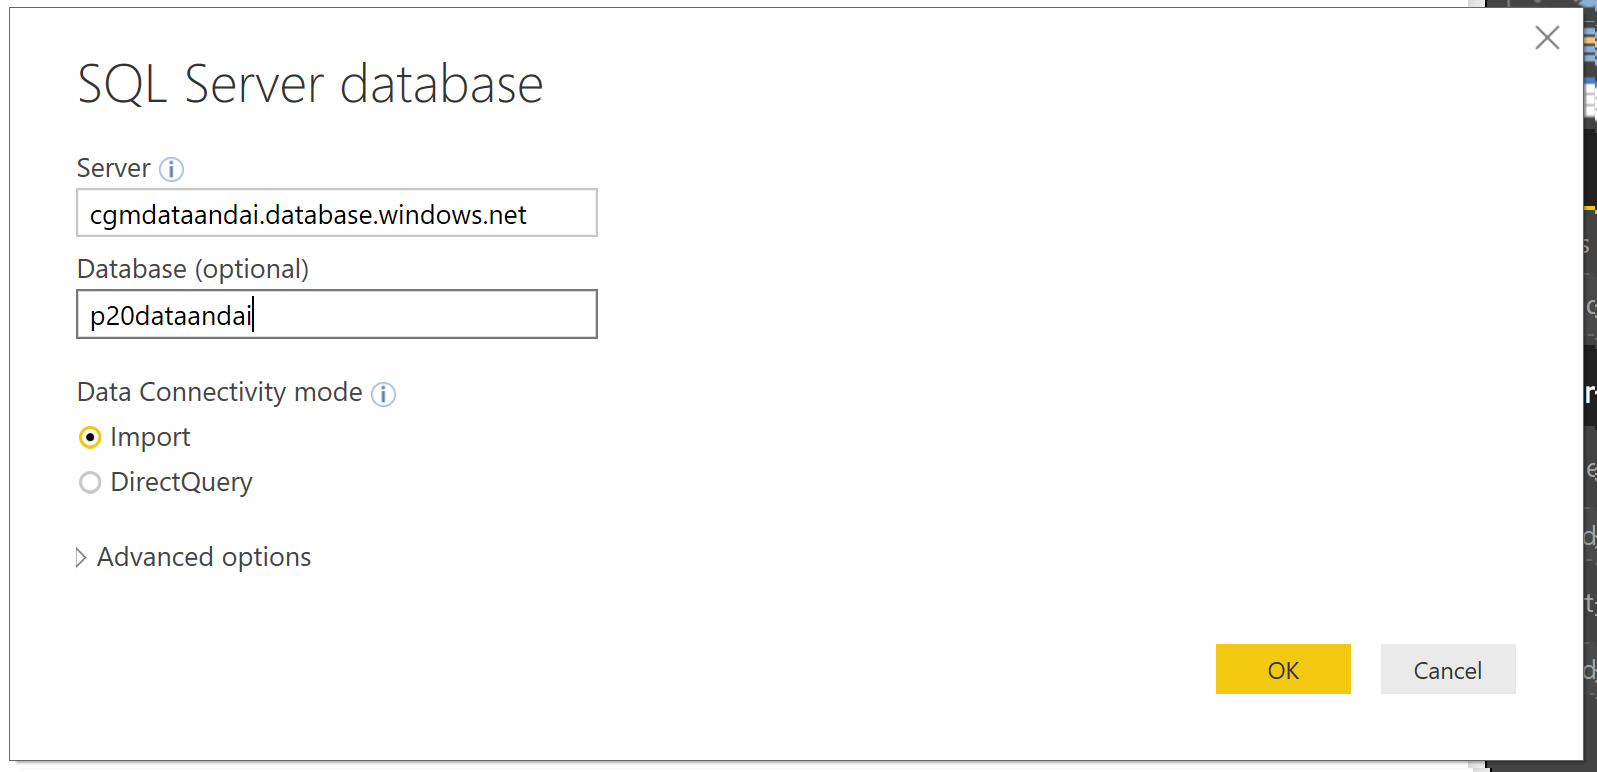 SQL Server database
Server
cgmdataandai.database.windows.net
Database (optional)
p20dataandai
Data Connectivity mode
Import
DirectQuery
Advanced options
OK
Cancel